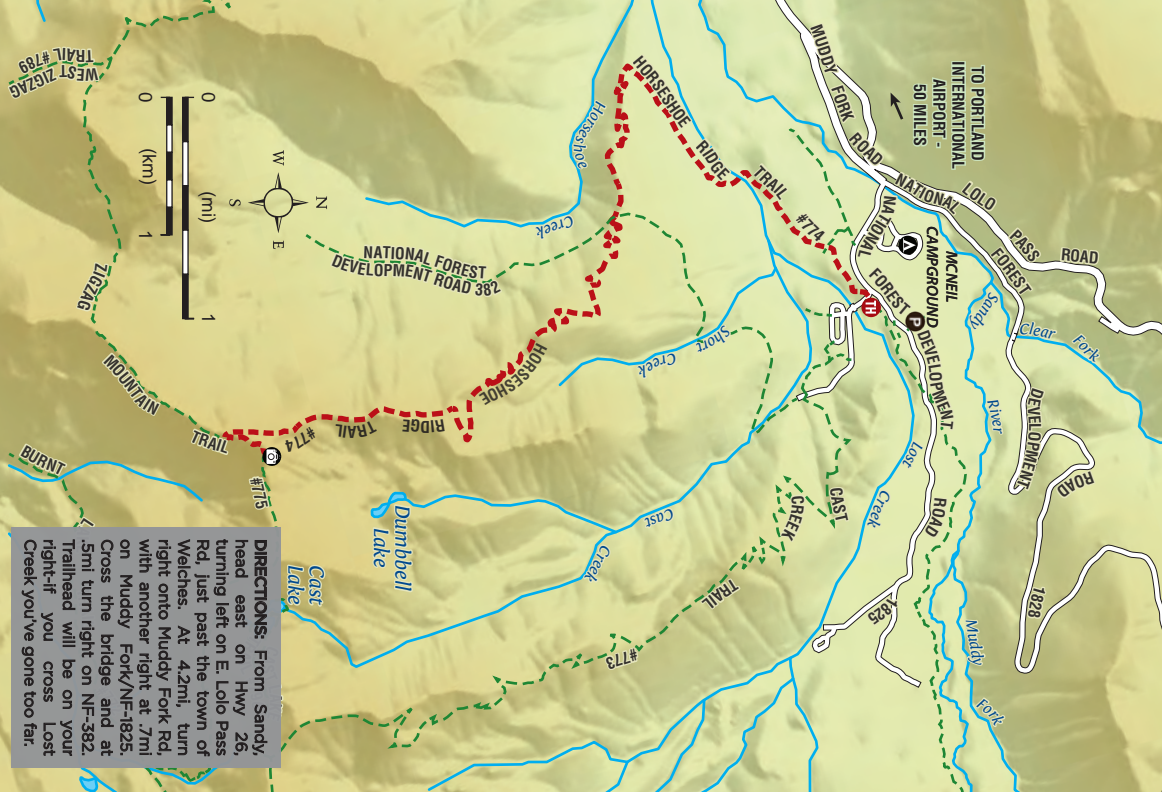 TO PORTLAND
INTERNATIONAL
AIRPORT -
50 MILES
MUDDY FORK ROAD
LOLO PASS ROAD
NATIONAL FOREST DEVELOPMENT ROAD
1828
Clear Fork
Sandy River
Muddy Fork
MCNEIL
CAMPGROUND
P
TH
NATIONAL FOREST DEVELOPMENT ROAD
1825
Lost Creek
HORSESHOE RIDGE TRAIL #774
Horseshoe Creek
NATIONAL FOREST
DEVELOPMENT ROAD 382
Short Creek
CAST CREEK TRAIL #773
Cast Creek
HORSESHOE RIDGE TRAIL #774
Dumbbell
Lake
Cast
Lake
#775
ZIGZAG MOUNTAIN TRAIL
WEST ZIGZAG
TRAIL #789
BURNT
L
N
W
E
S
0
1
(mi)
0
1
(km)
DIRECTIONS: From Sandy,
head east on Hwy 26,
turning left on E. Lolo Pass
Rd, just past the town of
Welches. At 4.2mi, turn
right onto Muddy Fork Rd,
with another right at .7mi
on Muddy Fork/NF-1825.
Cross the bridge and at
.5mi turn right on NF-382.
Trailhead will be on your
right-if you cross Lost
Creek you've gone too far.